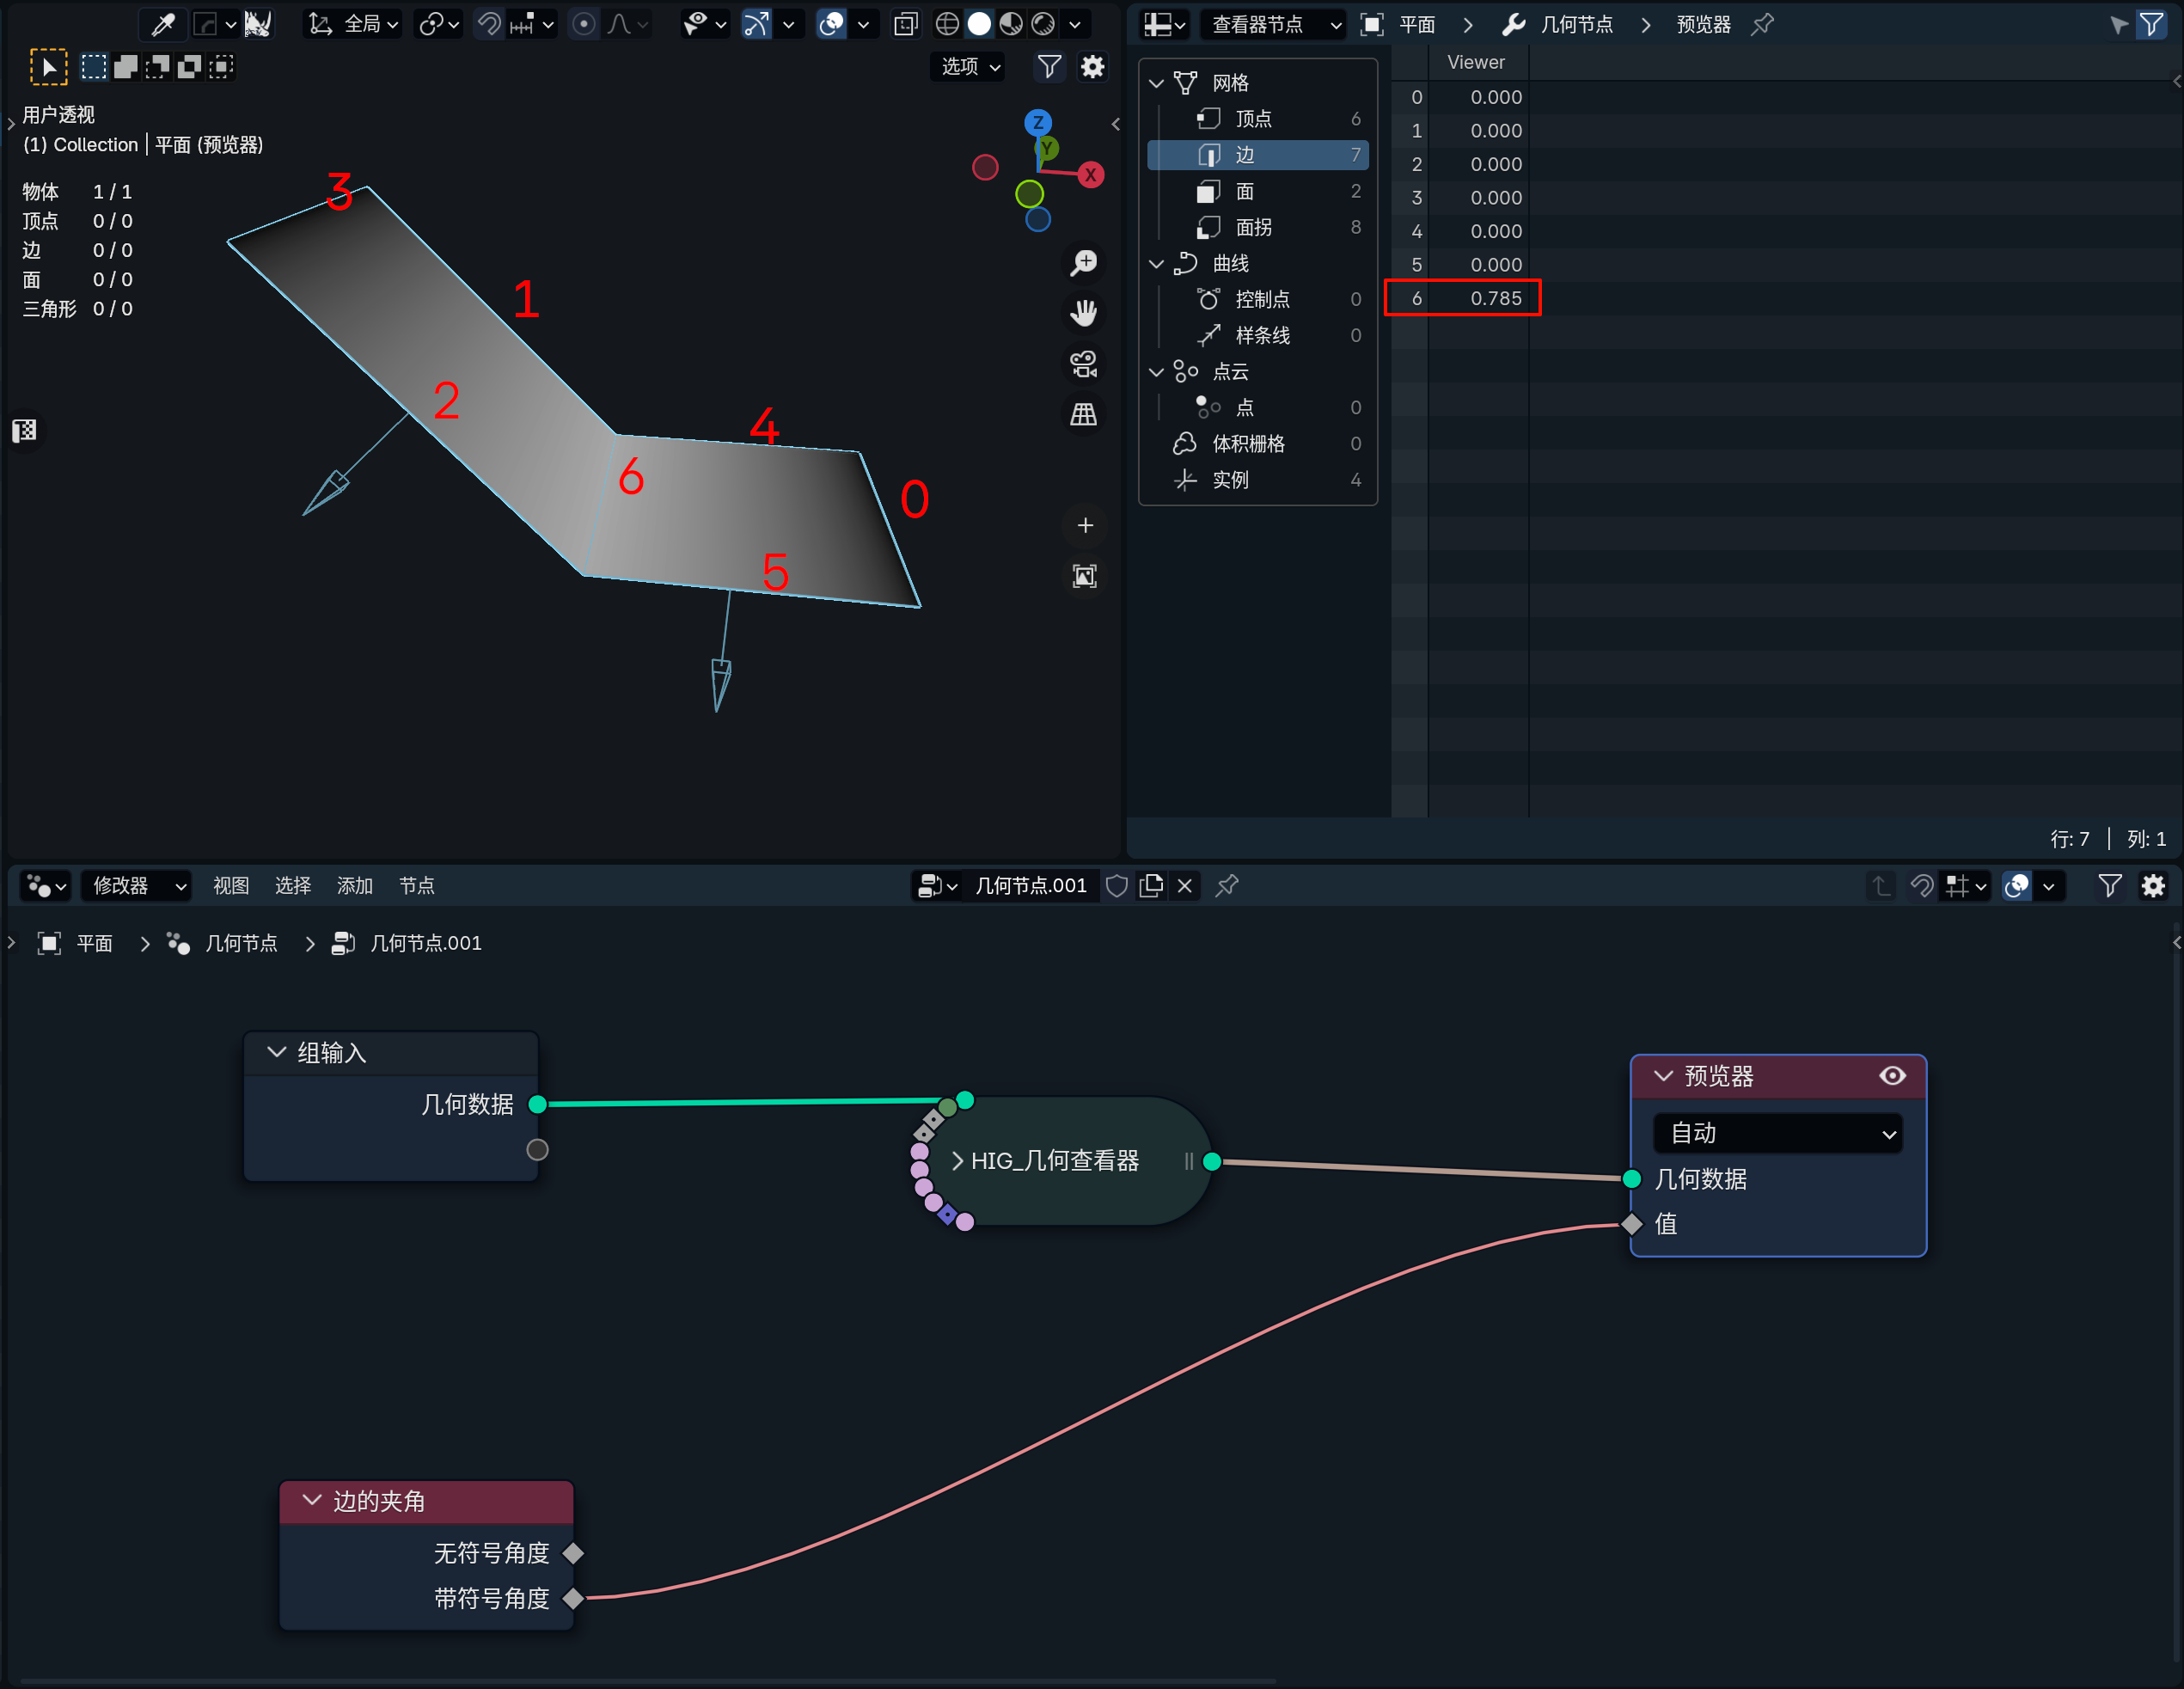 全局
选项
用户透视
(1) Collection | 平面 (预览器)
物体 1 / 1
顶点 0 / 0
边 0 / 0
面 0 / 0
三角形 0 / 0
Z
Y
X
3
1
2
4
6
0
5
查看器节点
平面
几何节点
预览器
网格
顶点 6
边 7
面 2
面拐 8
曲线
控制点 0
样条线 0
点云
点 0
体积栅格 0
实例 4
Viewer
0 0.000
1 0.000
2 0.000
3 0.000
4 0.000
5 0.000
6 0.785
行: 7 | 列: 1
修改器 视图 选择 添加 节点
几何节点.001
平面 几何节点 几何节点.001
组输入
几何数据
HIG_几何查看器
预览器
自动
几何数据
值
边的夹角
无符号角度
带符号角度